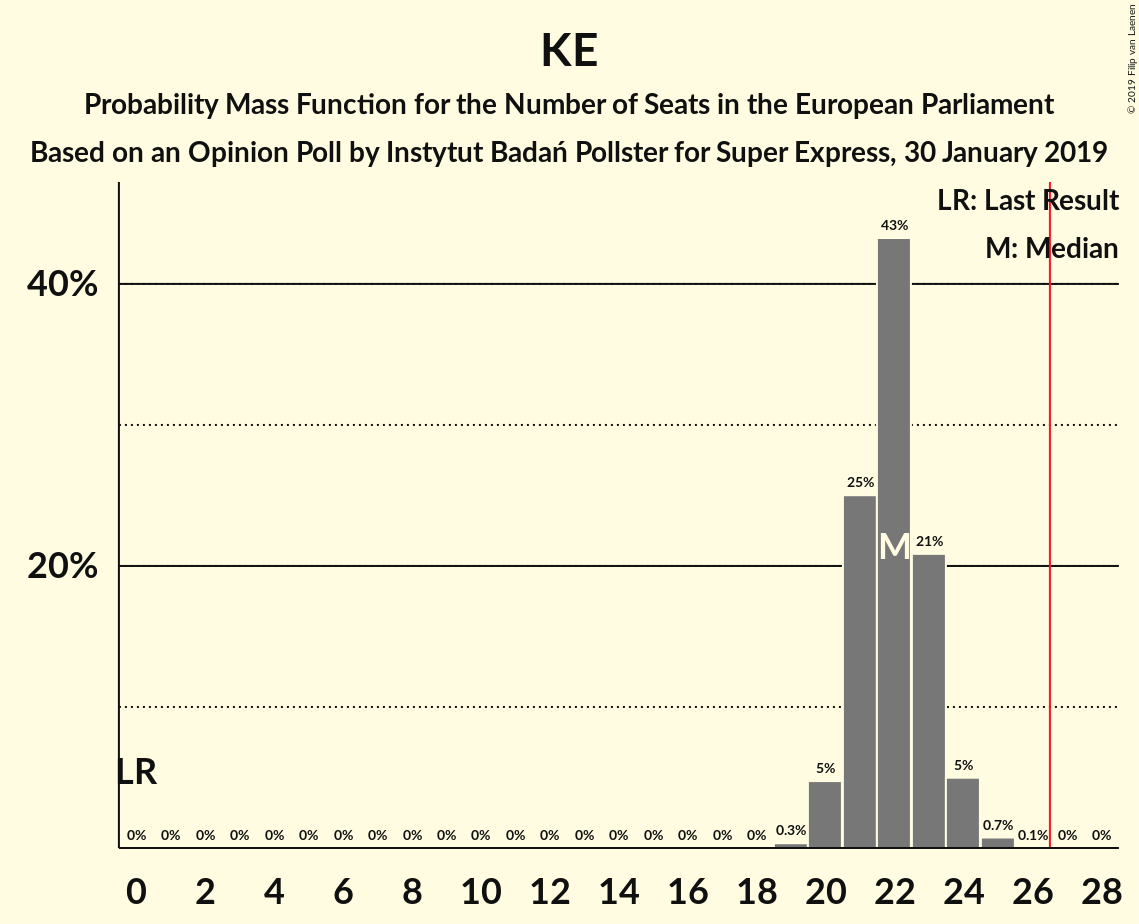 KE
Probability Mass Function for the Number of Seats in the European Parliament
Based on an Opinion Poll by Instytut Badań Pollster for Super Express, 30 January 2019
© 2019 Filip van Laenen
LR: Last Result
M: Median
43%
40%
25%
M
21%
20%
LR
5% 5%
0% 0% 0% 0% 0% 0% 0% 0% 0% 0% 0% 0% 0% 0% 0% 0% 0% 0% 0% 0.3% 0.7% 0.1% 0% 0%
0 2 4 6 8 10 12 14 16 18 20 22 24 26 28